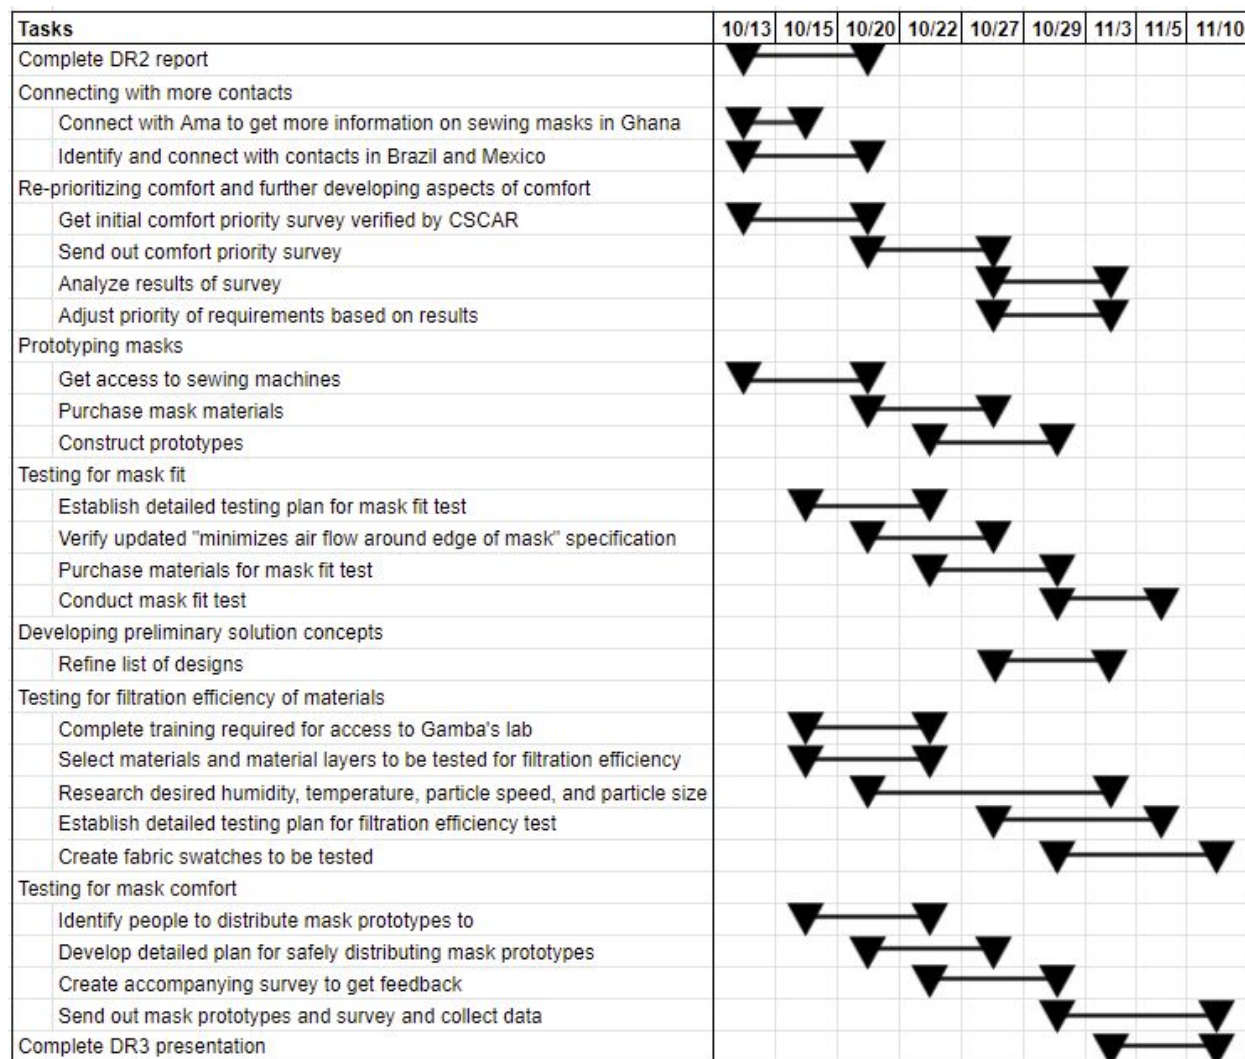 Tasks 10/13 10/15 10/20 10/22 10/27 10/29 11/3 11/5 11/10
Complete DR2 report
Connecting with more contacts
Connect with Ama to get more information on sewing masks in Ghana
Identify and connect with contacts in Brazil and Mexico
Re-prioritizing comfort and further developing aspects of comfort
Get initial comfort priority survey verified by CSCAR
Send out comfort priority survey
Analyze results of survey
Adjust priority of requirements based on results
Prototyping masks
Get access to sewing machines
Purchase mask materials
Construct prototypes
Testing for mask fit
Establish detailed testing plan for mask fit test
Verify updated "minimizes air flow around edge of mask" specification
Purchase materials for mask fit test
Conduct mask fit test
Developing preliminary solution concepts
Refine list of designs
Testing for filtration efficiency of materials
Complete training required for access to Gamba's lab
Select materials and material layers to be tested for filtration efficiency
Research desired humidity, temperature, particle speed, and particle size
Establish detailed testing plan for filtration efficiency test
Create fabric swatches to be tested
Testing for mask comfort
Identify people to distribute mask prototypes to
Develop detailed plan for safely distributing mask prototypes
Create accompanying survey to get feedback
Send out mask prototypes and survey and collect data
Complete DR3 presentation